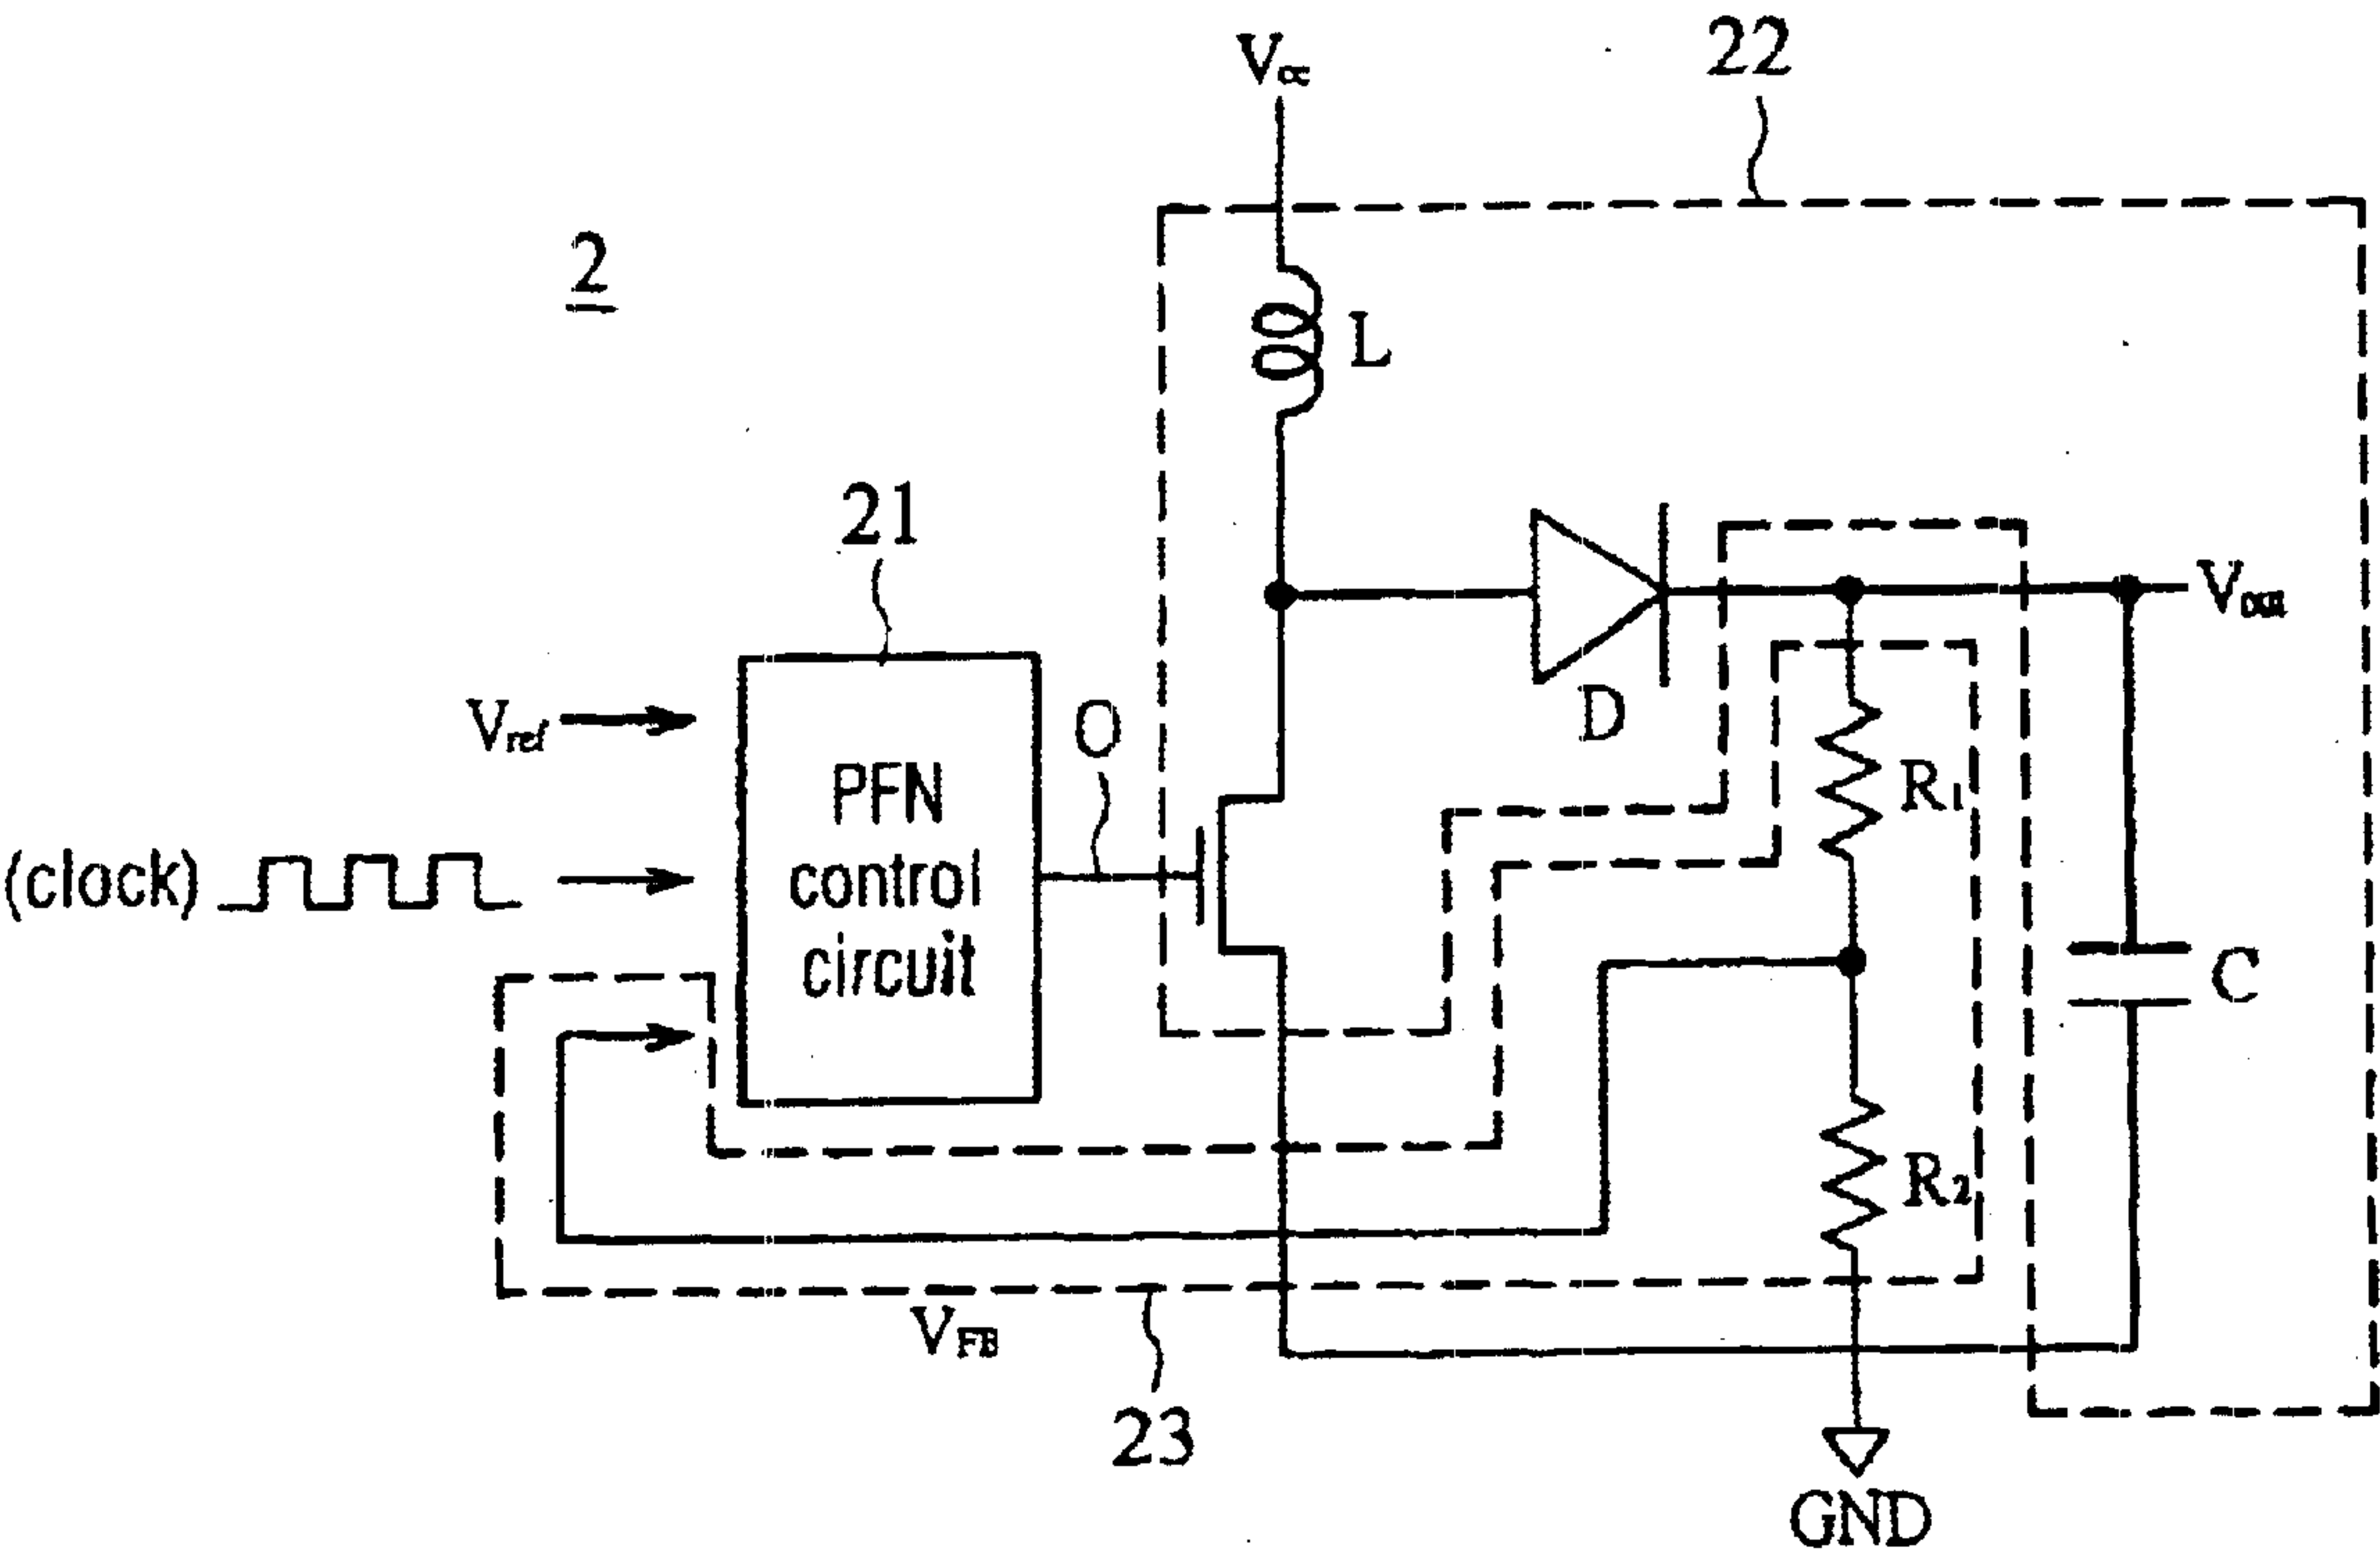 22
Vcc
2
L
21
Vout
Vref
O
D
PFN
control
circuit
R1
(clock)
C
R2
VFB
23
GND